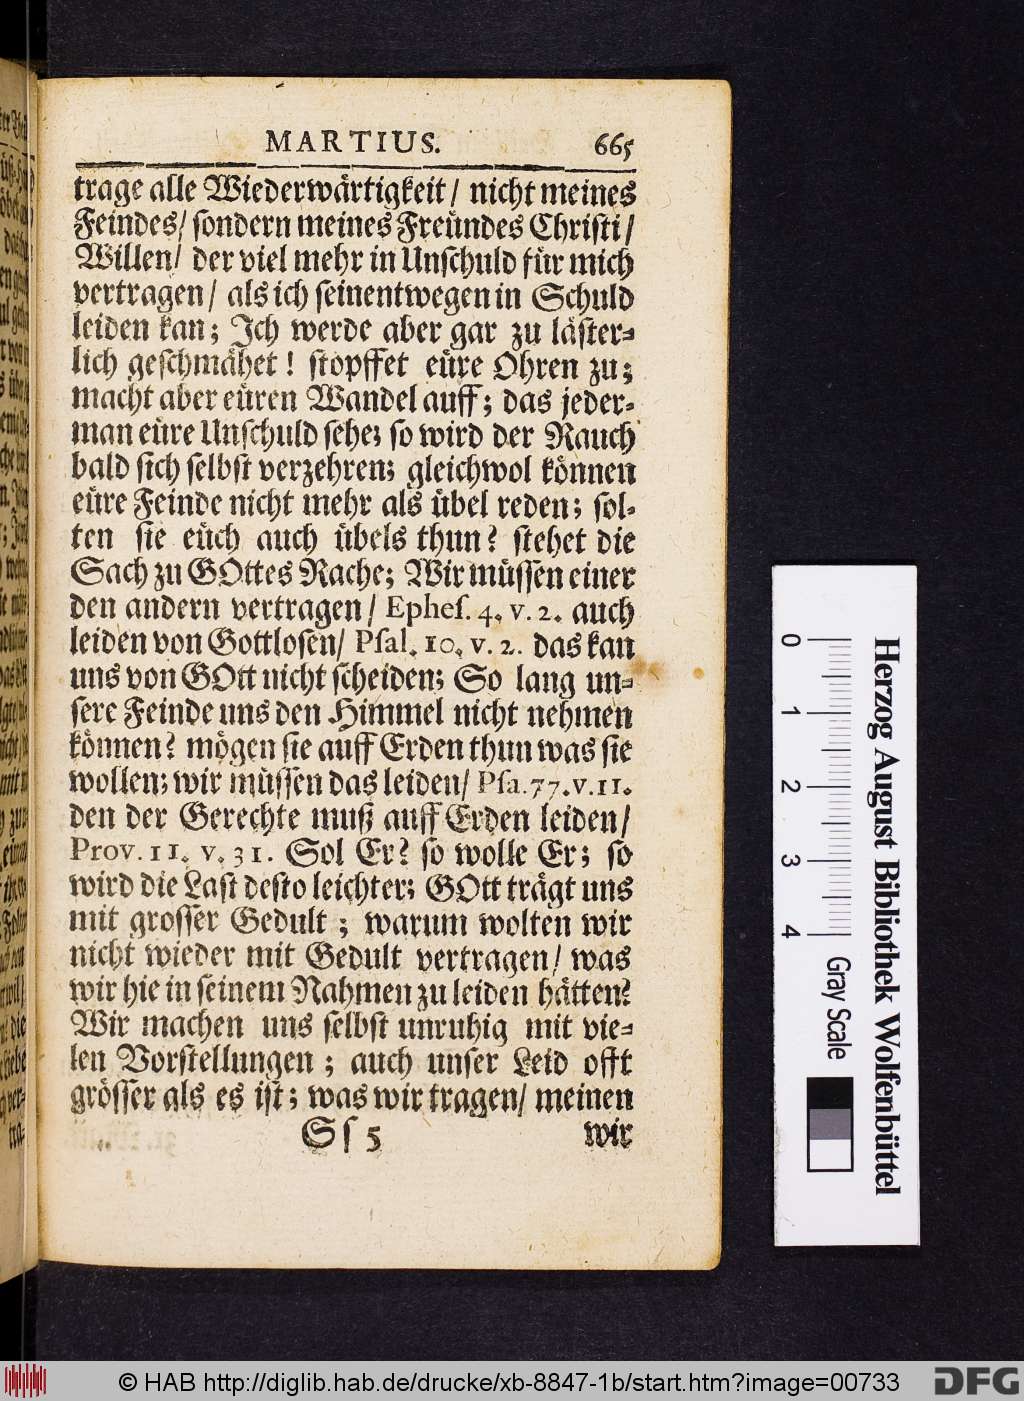 MARTIUS. 665
trage alle Wiederwärtigkeit/ nicht meines
Feindes/ sondern meines Freündes Christi/
Willen/ der viel mehr in Unschuld für mich
vertragen/ als ich seinentwegen in Schuld
leiden kan; Ich werde aber gar zu läster-
lich geschmähet! stopffet eüre Ohren zu;
macht aber eüren Wandel auff; das jeder-
man eüre Unschuld sehe; so wird der Rauch
bald sich selbst verzehren; gleichwol können
eüre Feinde nicht mehr als übel reden; sol-
ten sie eüch auch übels thun? stehet die
Sach zu GOttes Rache; Wir müssen einer
den andern vertragen/ Ephes. 4. v. 2. auch
leiden von Gottlosen/ Psal. 10. v. 2. das kan
uns von GOtt nicht scheiden; So lang un-
sere Feinde uns den Himmel nicht nehmen
können? mögen sie auff Erden thun was sie
wollen; wir müssen das leiden/ Psa. 77. v. 11.
den der Gerechte muß auff Erden leiden/
Prov. 11. v. 31. Sol Er? so wolle Er; so
wird die Last desto leichter; GOtt trägt uns
mit grosser Gedult; warum wolten wir
nicht wieder mit Gedult vertragen/ was
wir hie in seinem Nahmen zu leiden hätten?
Wir machen uns selbst unruhig mit vie-
len Vorstellungen; auch unser Leid offt
grösser als es ist; was wir tragen/ meinen
Ss 5 wir
0 1 2 3 4 Gray Scale
Herzog August Bibliothek Wolfenbüttel
© HAB http://diglib.hab.de/drucke/xb-8847-1b/start.htm?image=00733
DFG